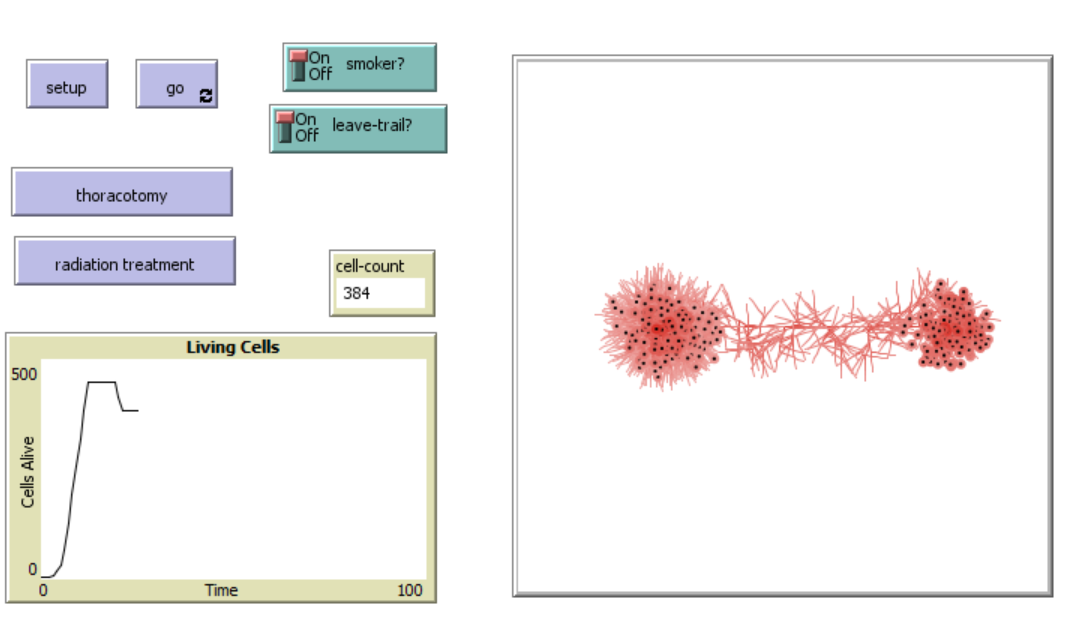 On
Off
smoker?
setup
go
On
Off
leave-trail?
thoracotomy
radiation treatment
cell-count
384
Living Cells
500
Cells Alive
0
0
Time
100